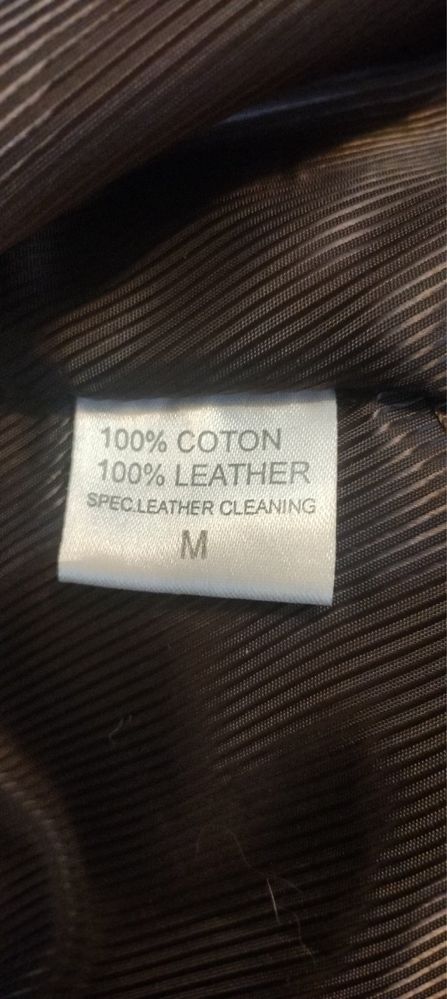 100% COTON
100% LEATHER
SPEC.LEATHER CLEANING
M